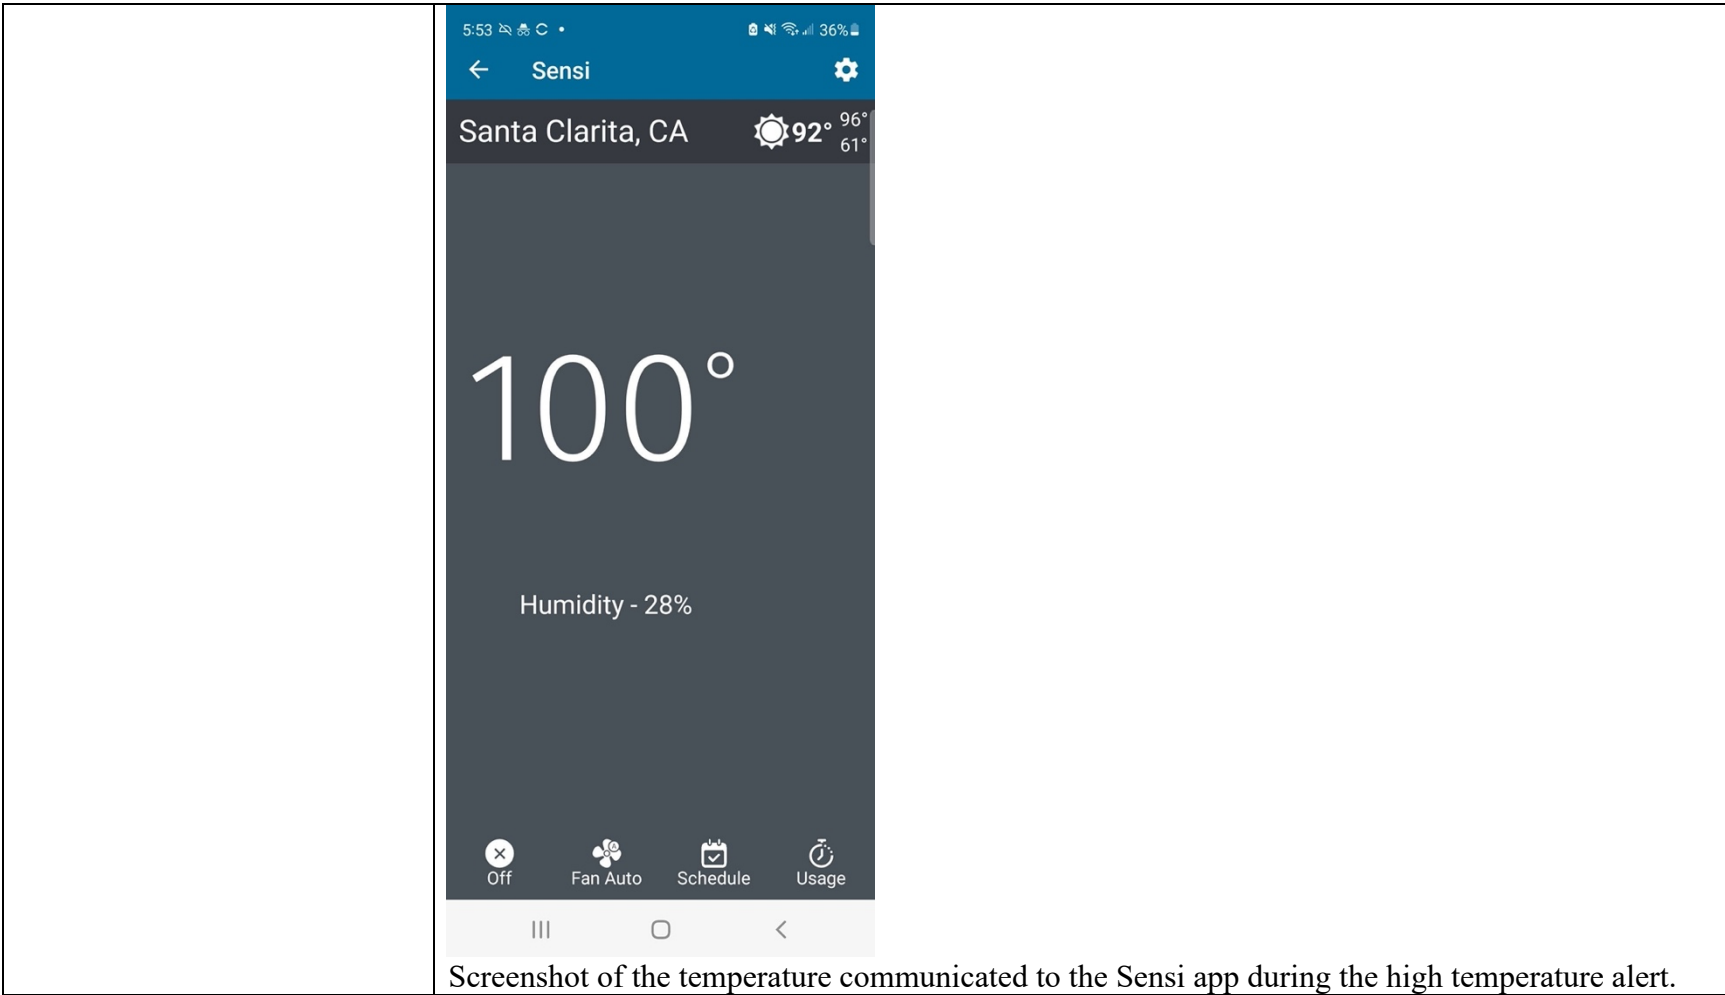 5:53 36%
Sensi
Santa Clarita, CA 92° 96°
61°
100°
Humidity - 28%
Off Fan Auto Schedule Usage
Screenshot of the temperature communicated to the Sensi app during the high temperature alert.